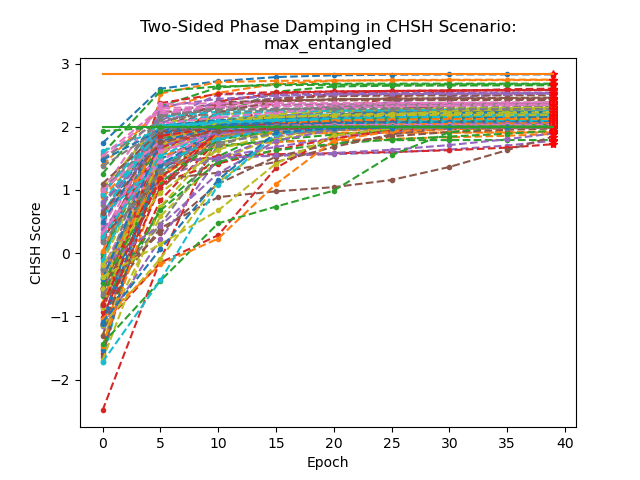 Two-Sided Phase Damping in CHSH Scenario:
max_entangled
3
2
1
0
−1
−2
CHSH Score
0 5 10 15 20 25 30 35 40
Epoch